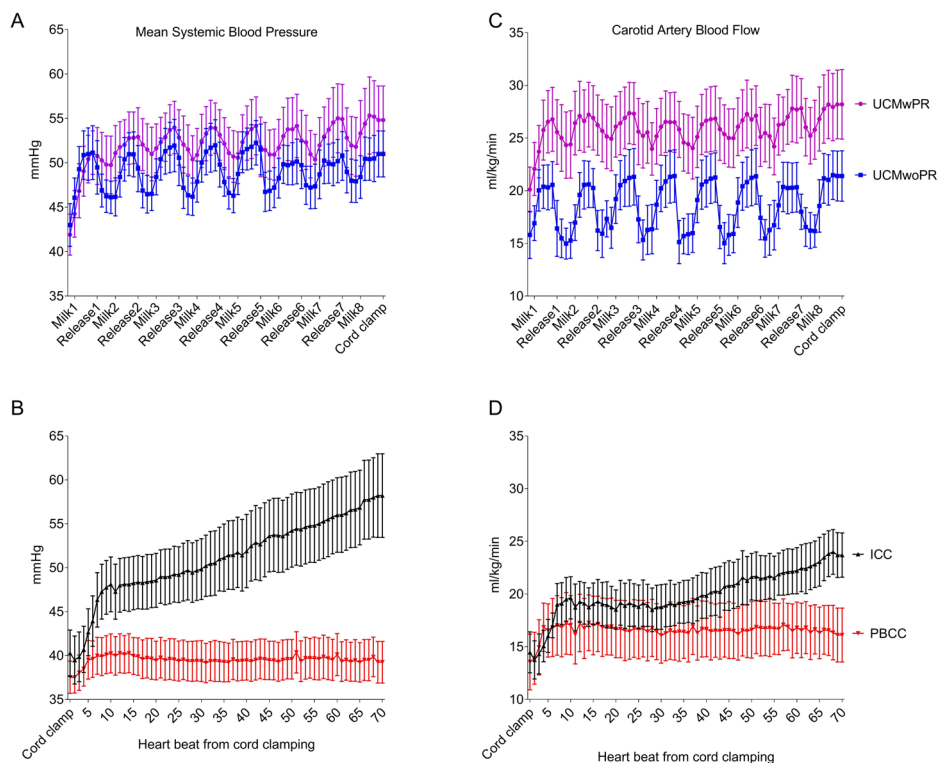 A
Mean Systemic Blood Pressure
mmHg
65
60
55
50
45
40
35
Milk1
Release1
Milk2
Release2
Milk3
Release3
Milk4
Release4
Milk5
Release5
Milk6
Release6
Milk7
Release7
Milk8
Cord clamp
C
Carotid Artery Blood Flow
ml/kg/min
35
30
25
20
15
10
Milk1
Release1
Milk2
Release2
Milk3
Release3
Milk4
Release4
Milk5
Release5
Milk6
Release6
Milk7
Release7
Milk8
Cord clamp
UCMwPR
UCMwoPR
B
mmHg
65
60
55
50
45
40
35
Cord clamp
5
10
15
20
25
30
35
40
45
50
55
60
65
70
Heart beat from cord clamping
D
ml/kg/min
35
30
25
20
15
10
Cord clamp
5
10
15
20
25
30
35
40
45
50
55
60
65
70
Heart beat from cord clamping
ICC
PBCC